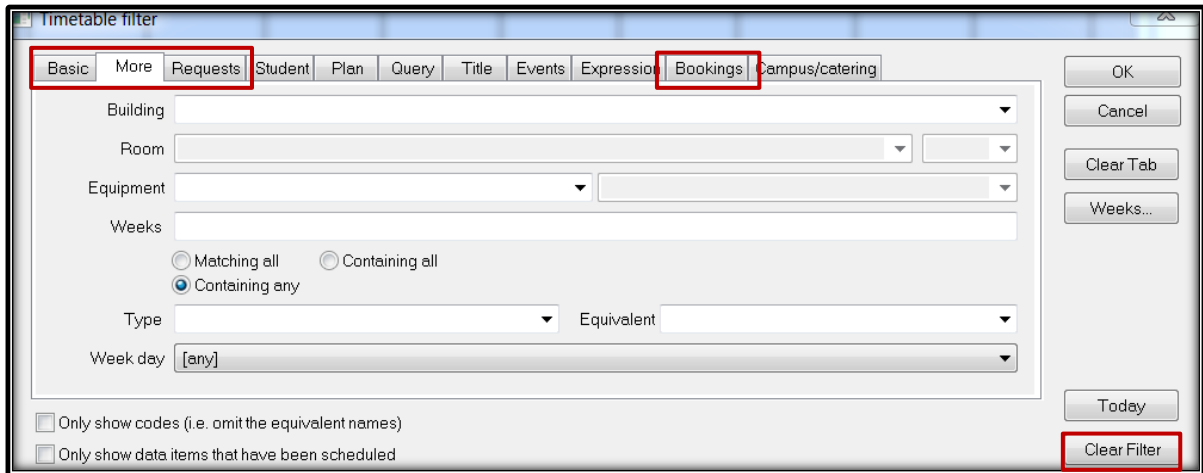 Timetable filter
Basic More Requests Student Plan Query Title Events Expression Bookings Campus/catering
OK
Building
Cancel
Room
Clear Tab
Equipment
Weeks...
Weeks
Matching all Containing all
Containing any
Type Equivalent
Week day [any]
Today
Only show codes (i.e. omit the equivalent names)
Clear Filter
Only show data items that have been scheduled